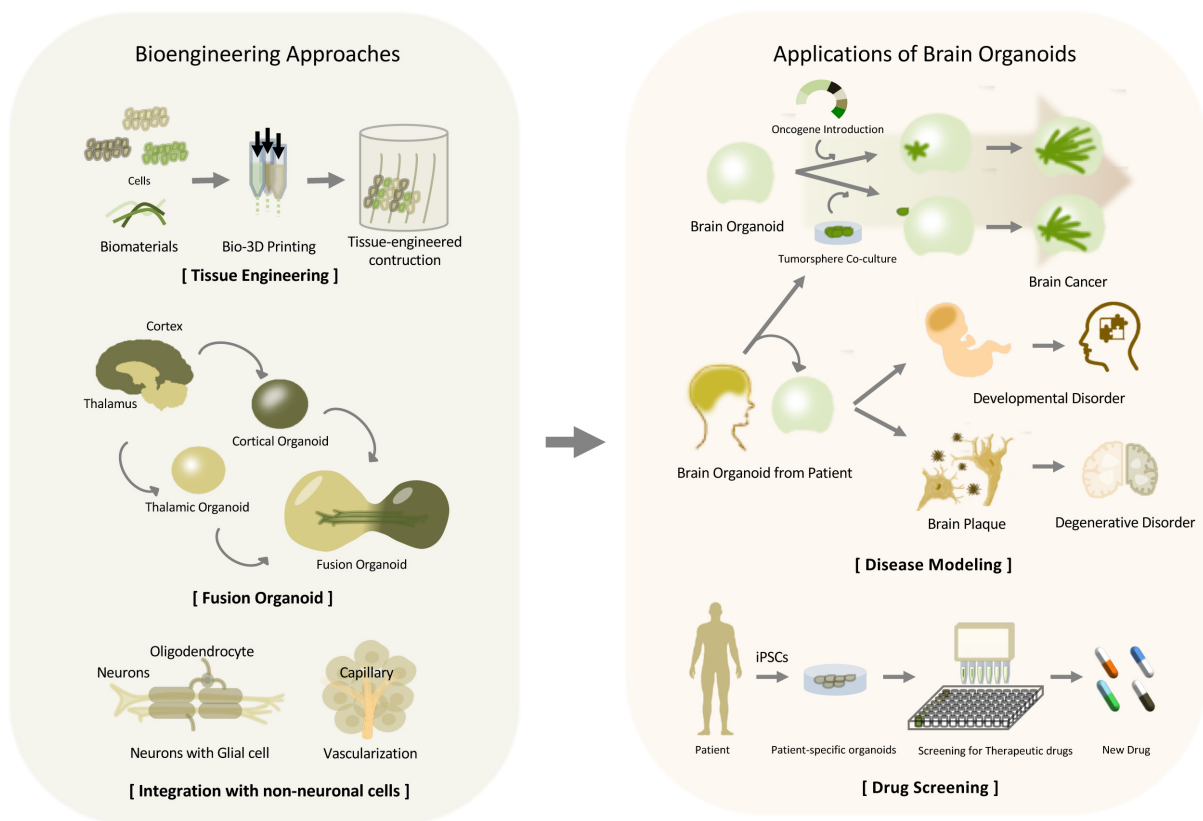 Bioengineering Approaches
Cells
Biomaterials
Bio-3D Printing
Tissue-engineered
contruction
[ Tissue Engineering ]
Cortex
Thalamus
Cortical Organoid
Thalamic Organoid
Fusion Organoid
[ Fusion Organoid ]
Oligodendrocyte
Neurons
Capillary
Neurons with Glial cell
Vascularization
[ Integration with non-neuronal cells ]
Applications of Brain Organoids
Oncogene Introduction
Brain Organoid
Tumorsphere Co-culture
Brain Cancer
Developmental Disorder
Brain Organoid from Patient
Brain Plaque
Degenerative Disorder
[ Disease Modeling ]
iPSCs
Patient
Patient-specific organoids
Screening for Therapeutic drugs
New Drug
[ Drug Screening ]